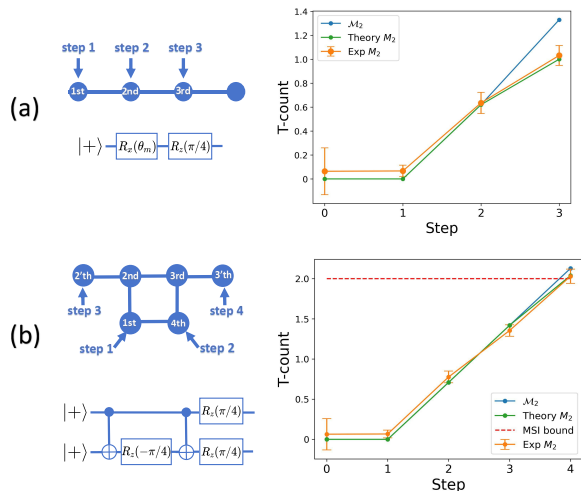 (a)
step 1 step 2 step 3
1st 2nd 3rd
|+⟩ Rₓ(θₘ) R_z(π/4)
T-count
1.4
1.2
1.0
0.8
0.6
0.4
0.2
0
ℳ₂
Theory M₂
Exp M₂
0 1 2 3
Step
(b)
2'th 2nd 3rd 3'th
step 3 step 4
1st 4th
step 1 step 2
|+⟩ R_z(π/4)
|+⟩ R_z(−π/4) R_z(π/4)
T-count
2.0
1.5
1.0
0.5
0.0
ℳ₂
Theory M₂
MSI bound
Exp M₂
0 1 2 3 4
Step